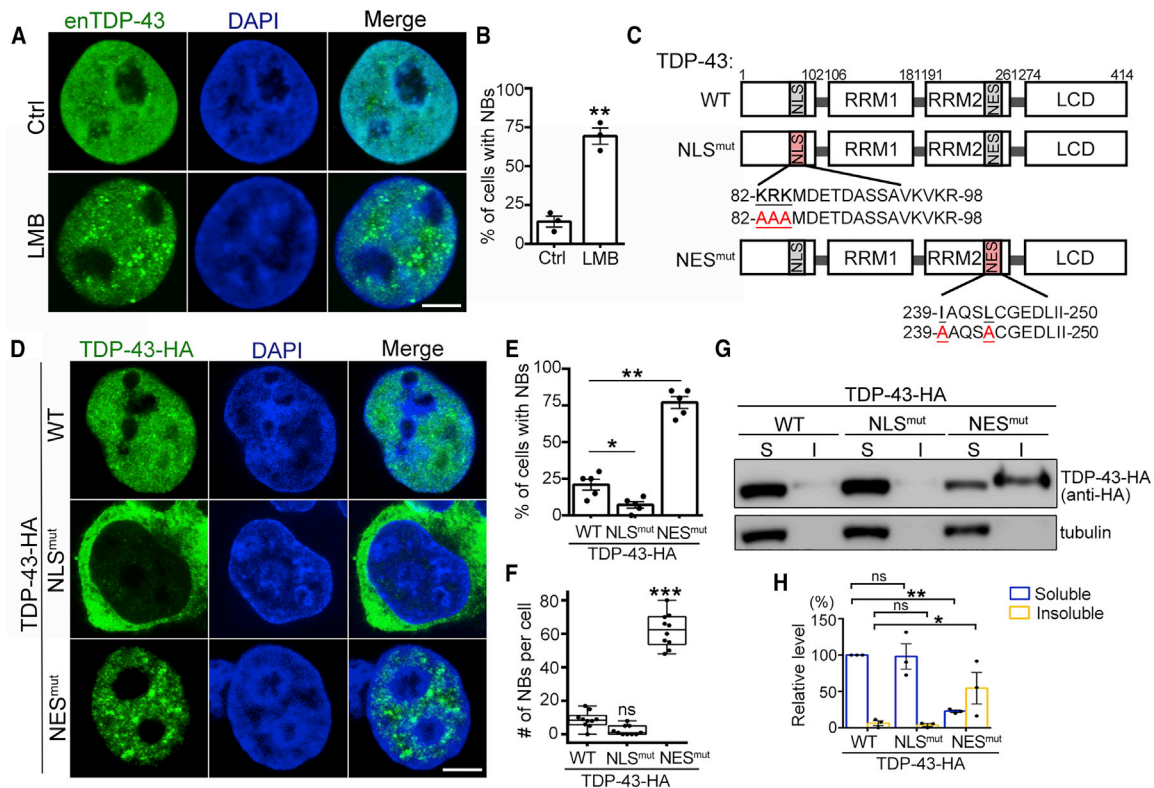 A
enTDP-43
DAPI
Merge
Ctrl
LMB
B
% of cells with NBs
100
75
50
25
0
**
Ctrl
LMB
C
TDP-43:
1
102
106
181
191
261
274
414
WT
NLS
RRM1
RRM2
NES
LCD
NLSmut
NLS
RRM1
RRM2
NES
LCD
82-KRKMDETDASSAVKVKR-98
82-AAAMDETDASSAVKVKR-98
NESmut
NLS
RRM1
RRM2
NES
LCD
239-IAQSLCGEDLII-250
239-AAQSACGEDLII-250
D
TDP-43-HA
DAPI
Merge
TDP-43-HA
WT
NLSmut
NESmut
E
% of cells with NBs
100
75
50
25
0
**
*
WT
NLSmut
NESmut
TDP-43-HA
F
# of NBs per cell
80
60
40
20
0
ns
***
WT
NLSmut
NESmut
TDP-43-HA
G
TDP-43-HA
WT
NLSmut
NESmut
S
I
S
I
S
I
TDP-43-HA
(anti-HA)
tubulin
H
(%)
Relative level
150
100
50
0
ns
**
ns
*
Soluble
Insoluble
WT
NLSmut
NESmut
TDP-43-HA